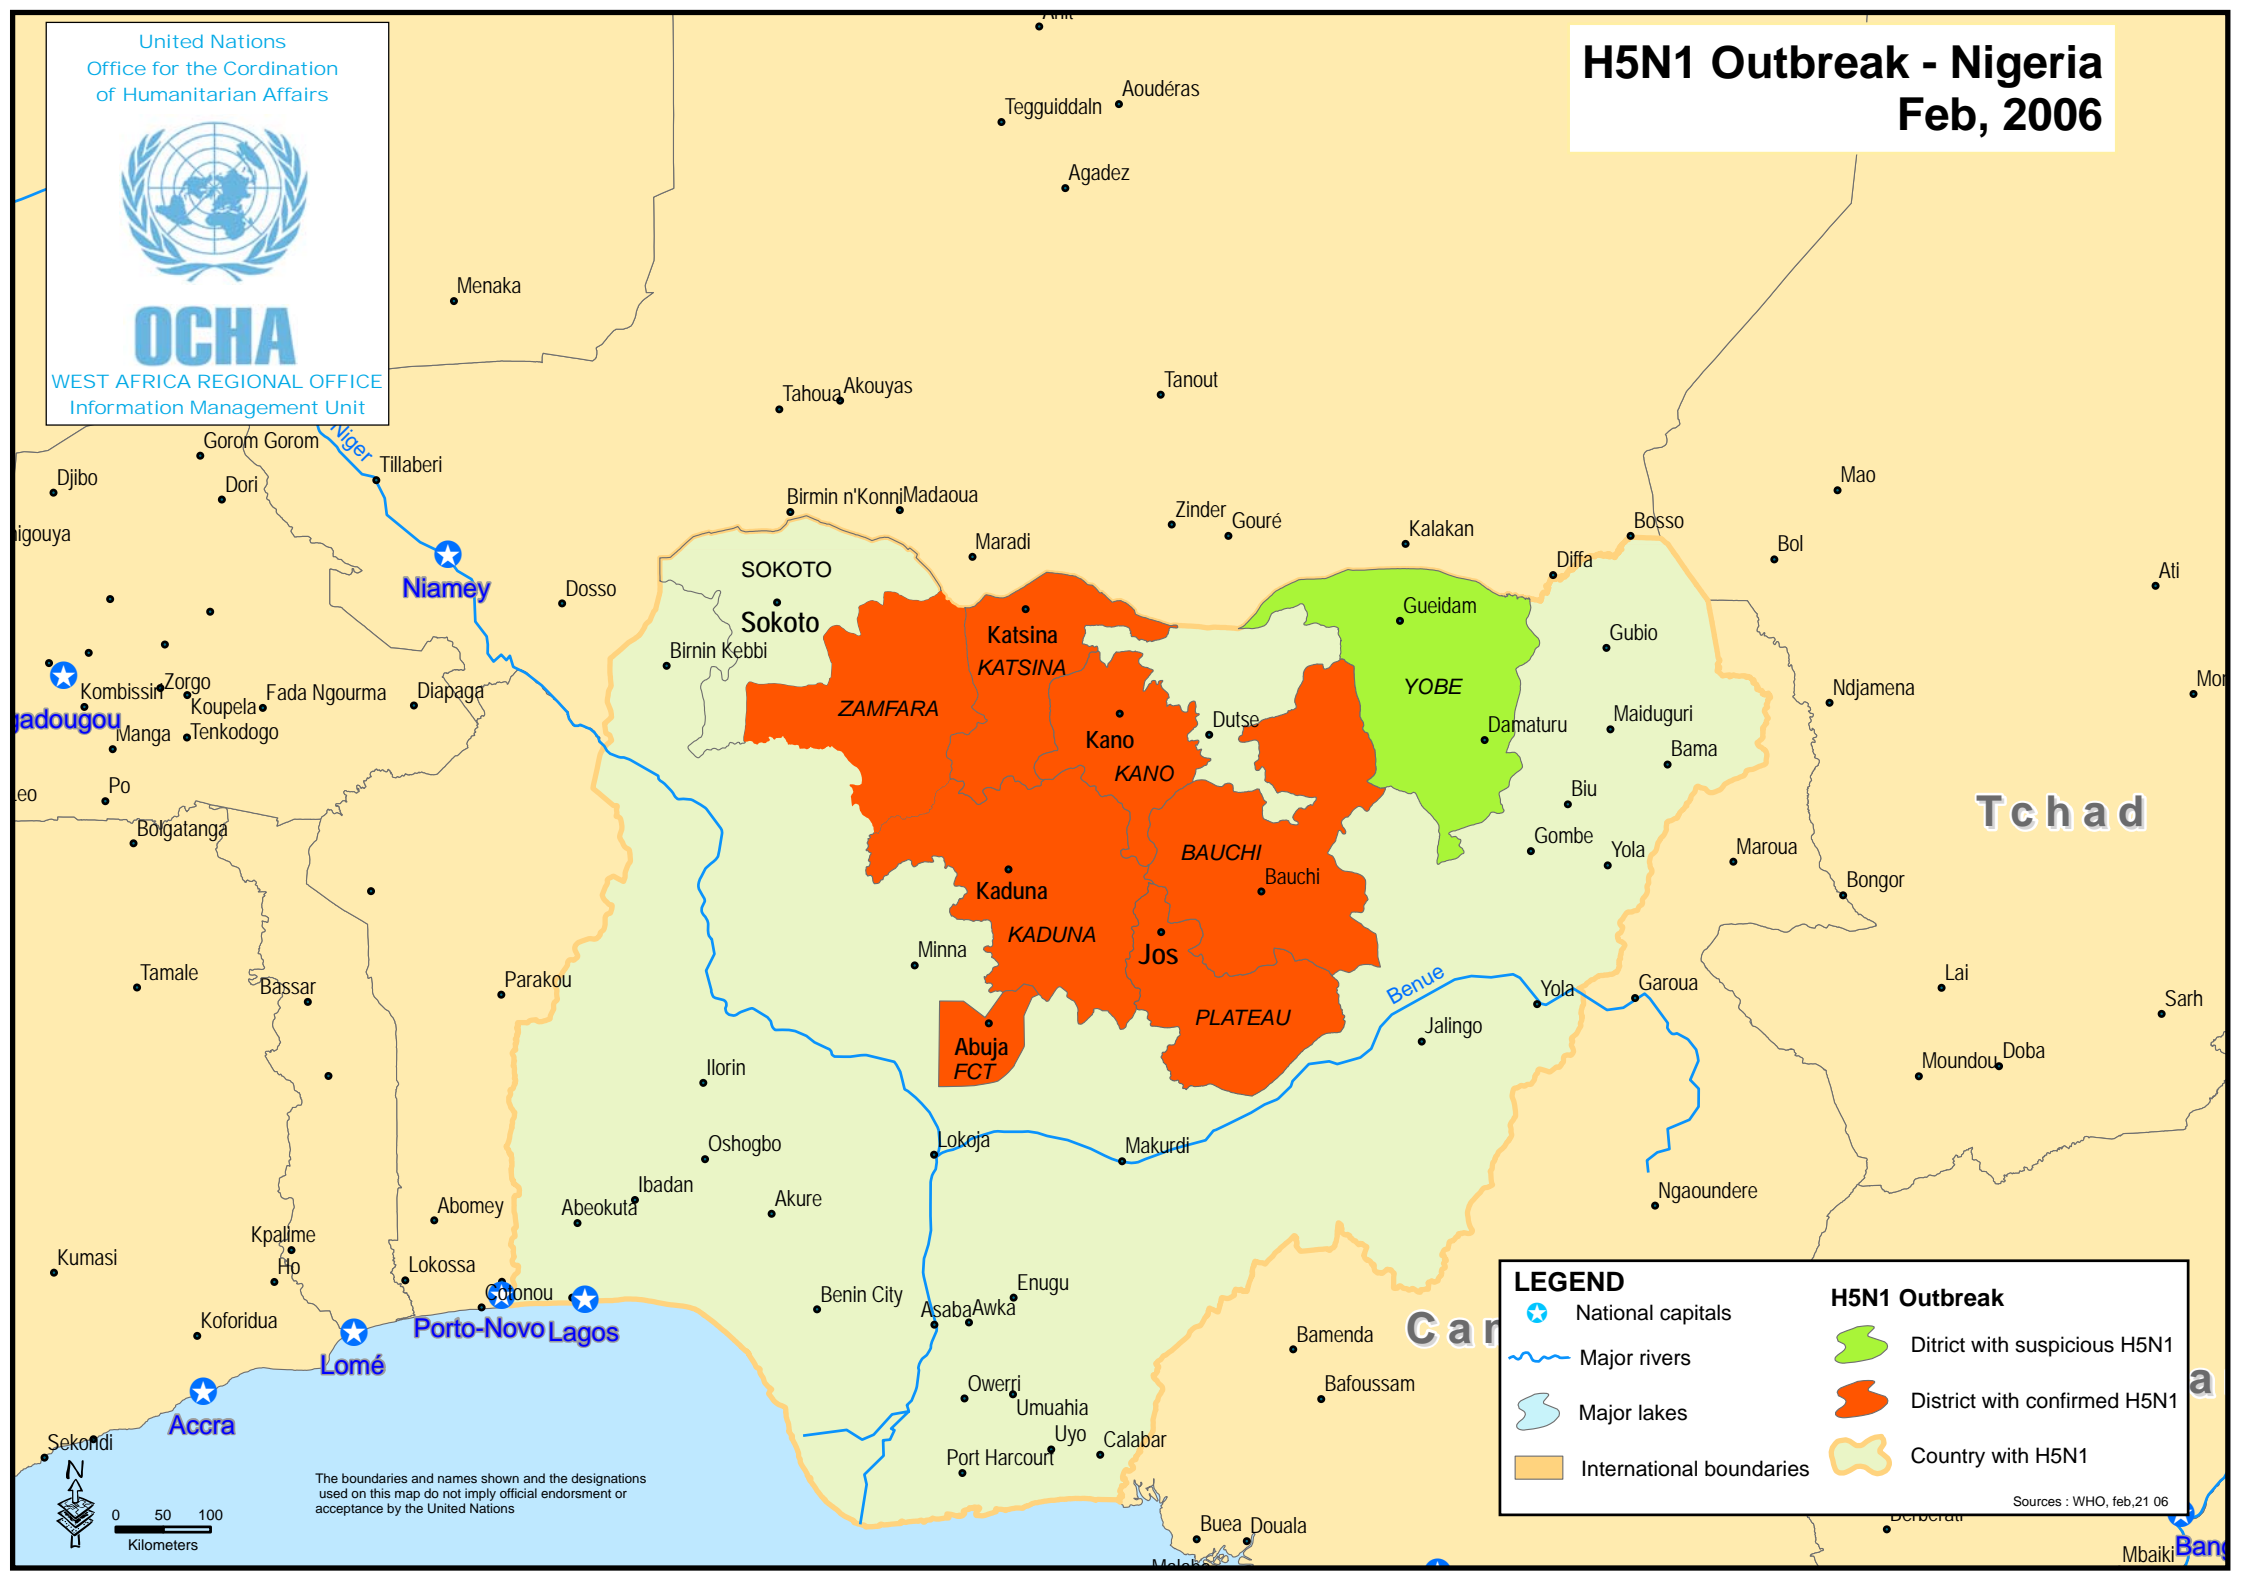 United Nations
Office for the Cordination
of Humanitarian Affairs
OCHA
WEST AFRICA REGIONAL OFFICE
Information Management Unit
H5N1 Outbreak - Nigeria
Feb, 2006
Aoudéras
Tegguiddaln
Agadez
Menaka
Tanout
Tahoua
Akouyas
Niger
Gorom Gorom
Tillaberi
Djibo
Dori
Mao
Birmin n'Konni
Madaoua
Zinder
Gouré
Kalakan
Bosso
igouya
Maradi
Bol
Diffa
Ati
SOKOTO
Niamey
Dosso
Gueidam
Sokoto
Katsina
Gubio
Birnin Kebbi
KATSINA
Kombissin
Zorgo
Fada Ngourma
Diapaga
YOBE
Ndjamena
Mor
Koupela
ZAMFARA
gadougou
Dutse
Maiduguri
Manga
Tenkodogo
Kano
Damaturu
Bama
KANO
Po
Biu
eo
Tchad
Bolgatanga
Gombe
Yola
Maroua
BAUCHI
Bauchi
Bongor
Kaduna
KADUNA
Minna
Jos
Tamale
Bassar
Parakou
Benue
Yola
Garoua
Lai
Sarh
PLATEAU
Jalingo
Abuja
FCT
Ilorin
Moundou
Doba
Oshogbo
Lokoja
Makurdi
Ibadan
Akure
Abeokuta
Abomey
Ngaoundere
Kpalime
Ho
Kumasi
Lokossa
Cotonou
Benin City
Enugu
Asaba
Awka
Koforidua
Porto-Novo
Lagos
Bamenda
Lomé
Bafoussam
Owerri
Umuahia
Accra
Uyo
Calabar
Sekondi
Port Harcourt
Buea
Douala
Mbaiki
Bang
Car
a
LEGEND
National capitals
Major rivers
Major lakes
International boundaries
H5N1 Outbreak
Ditrict with suspicious H5N1
District with confirmed H5N1
Country with H5N1
Sources : WHO, feb,21 06
N
0 50 100
Kilometers
The boundaries and names shown and the designations
used on this map do not imply official endorsment or
acceptance by the United Nations